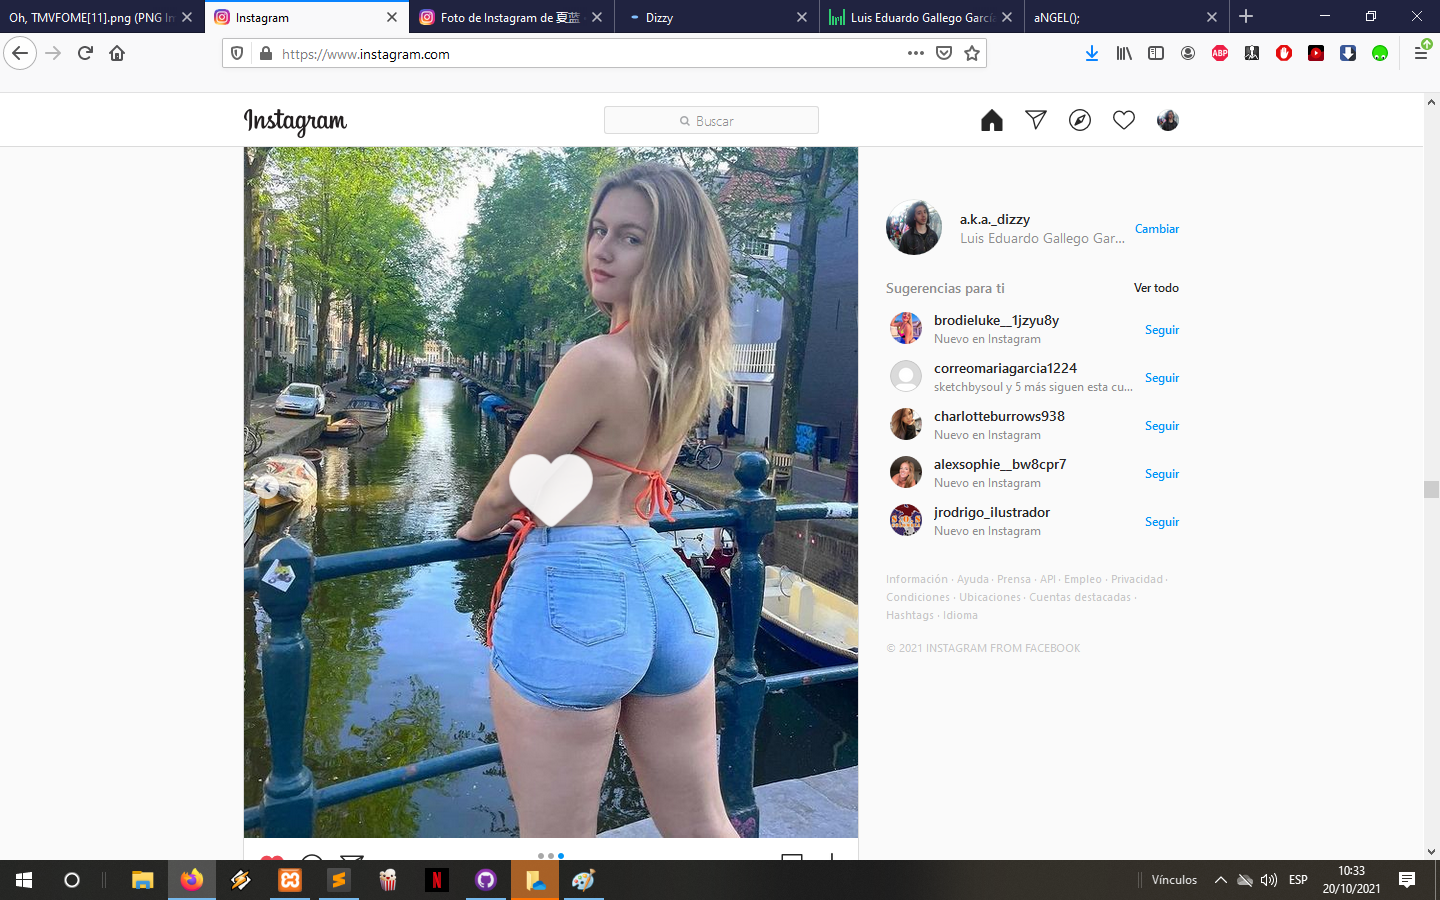 Oh, TMVFOME[11].png (PNG Im
Instagram
Foto de Instagram de 夏蓝
Dizzy
Luis Eduardo Gallego García
aNGEL();
https://www.instagram.com
ABP
Instagram
Buscar
a.k.a._dizzy
Luis Eduardo Gallego Gar...
Cambiar
Sugerencias para ti
Ver todo
brodieluke__1jzyu8y
Nuevo en Instagram
Seguir
correomariagarcia1224
sketchbysoul y 5 más siguen esta cu...
Seguir
charlotteburrows938
Nuevo en Instagram
Seguir
alexsophie__bw8cpr7
Nuevo en Instagram
Seguir
jrodrigo_ilustrador
Nuevo en Instagram
Seguir
Información · Ayuda · Prensa · API · Empleo · Privacidad ·
Condiciones · Ubicaciones · Cuentas destacadas ·
Hashtags · Idioma
© 2021 INSTAGRAM FROM FACEBOOK
Vínculos
ESP
10:33
20/10/2021